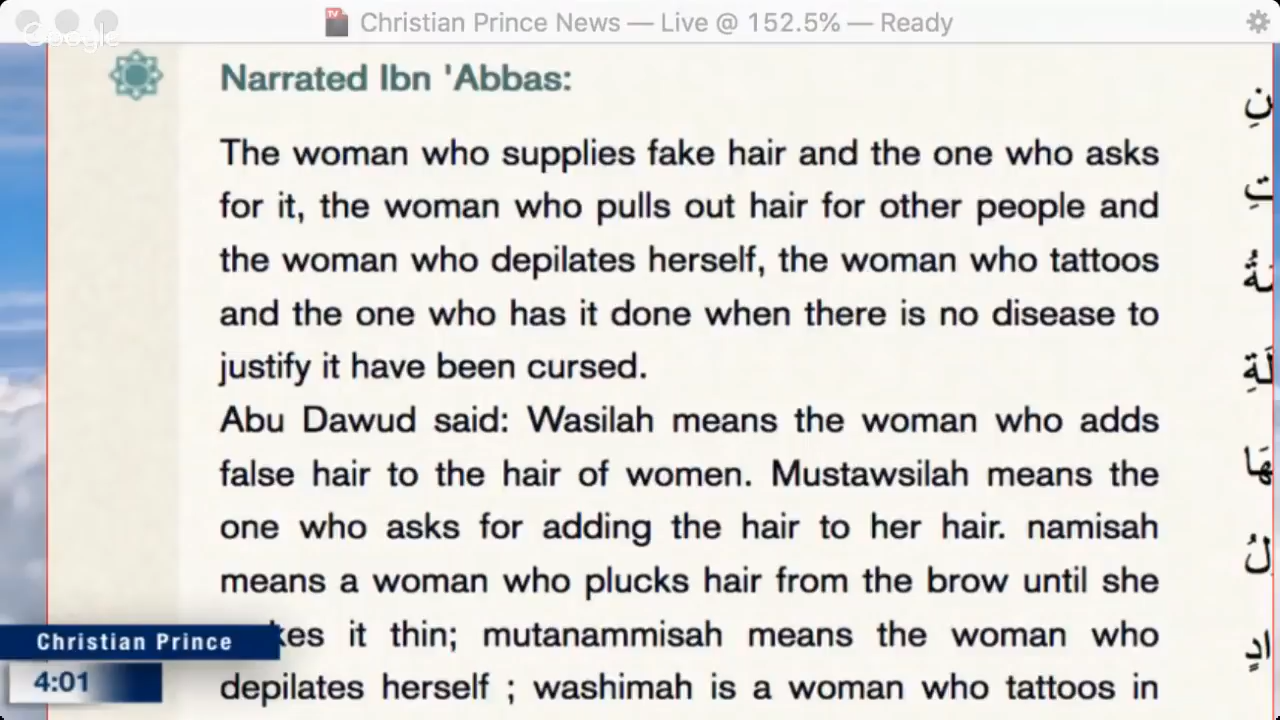 Christian Prince News — Live @ 152.5% — Ready
Google
Narrated Ibn 'Abbas:
The woman who supplies fake hair and the one who asks
for it, the woman who pulls out hair for other people and
the woman who depilates herself, the woman who tattoos
and the one who has it done when there is no disease to
justify it have been cursed.
Abu Dawud said: Wasilah means the woman who adds
false hair to the hair of women. Mustawsilah means the
one who asks for adding the hair to her hair. namisah
means a woman who plucks hair from the brow until she
it thin; mutanammisah means the woman who
depilates herself ; washimah is a woman who tattoos in
Christian Prince
4:01